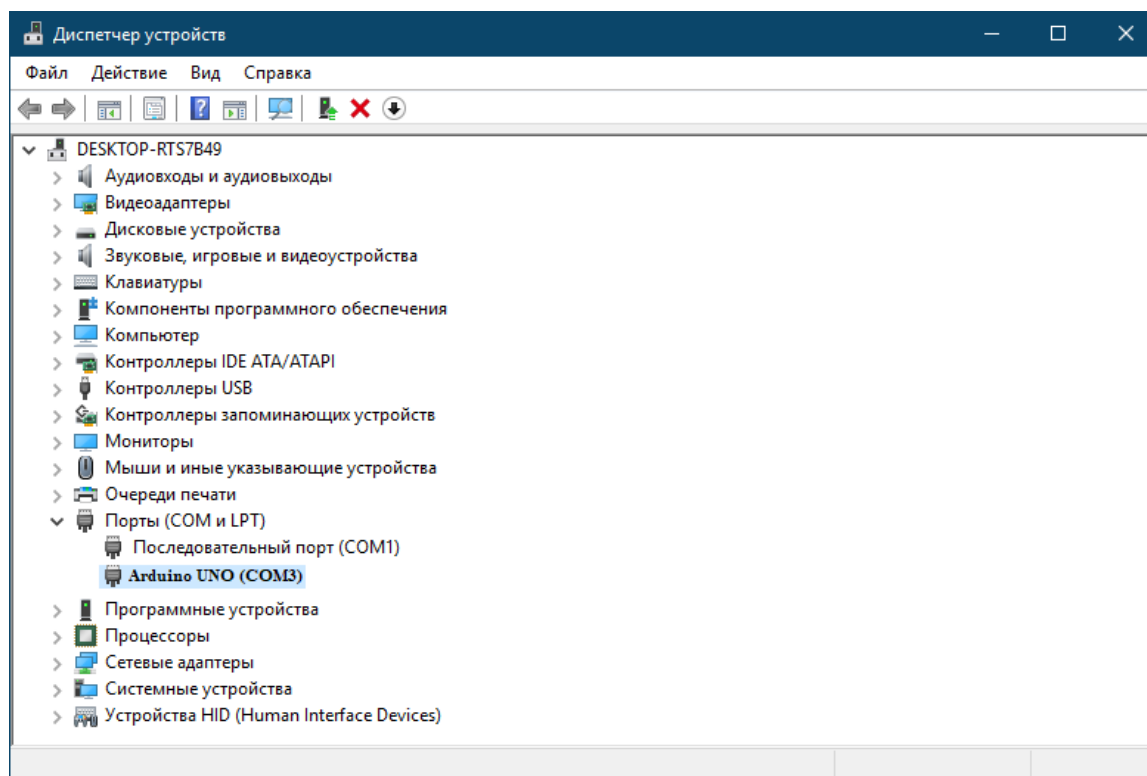 Диспетчер устройств
Файл Действие Вид Справка
DESKTOP-RTS7B49
Аудиовходы и аудиовыходы
Видеоадаптеры
Дисковые устройства
Звуковые, игровые и видеоустройства
Клавиатуры
Компоненты программного обеспечения
Компьютер
Контроллеры IDE ATA/ATAPI
Контроллеры USB
Контроллеры запоминающих устройств
Мониторы
Мыши и иные указывающие устройства
Очереди печати
Порты (COM и LPT)
Последовательный порт (COM1)
Arduino UNO (COM3)
Программные устройства
Процессоры
Сетевые адаптеры
Системные устройства
Устройства HID (Human Interface Devices)